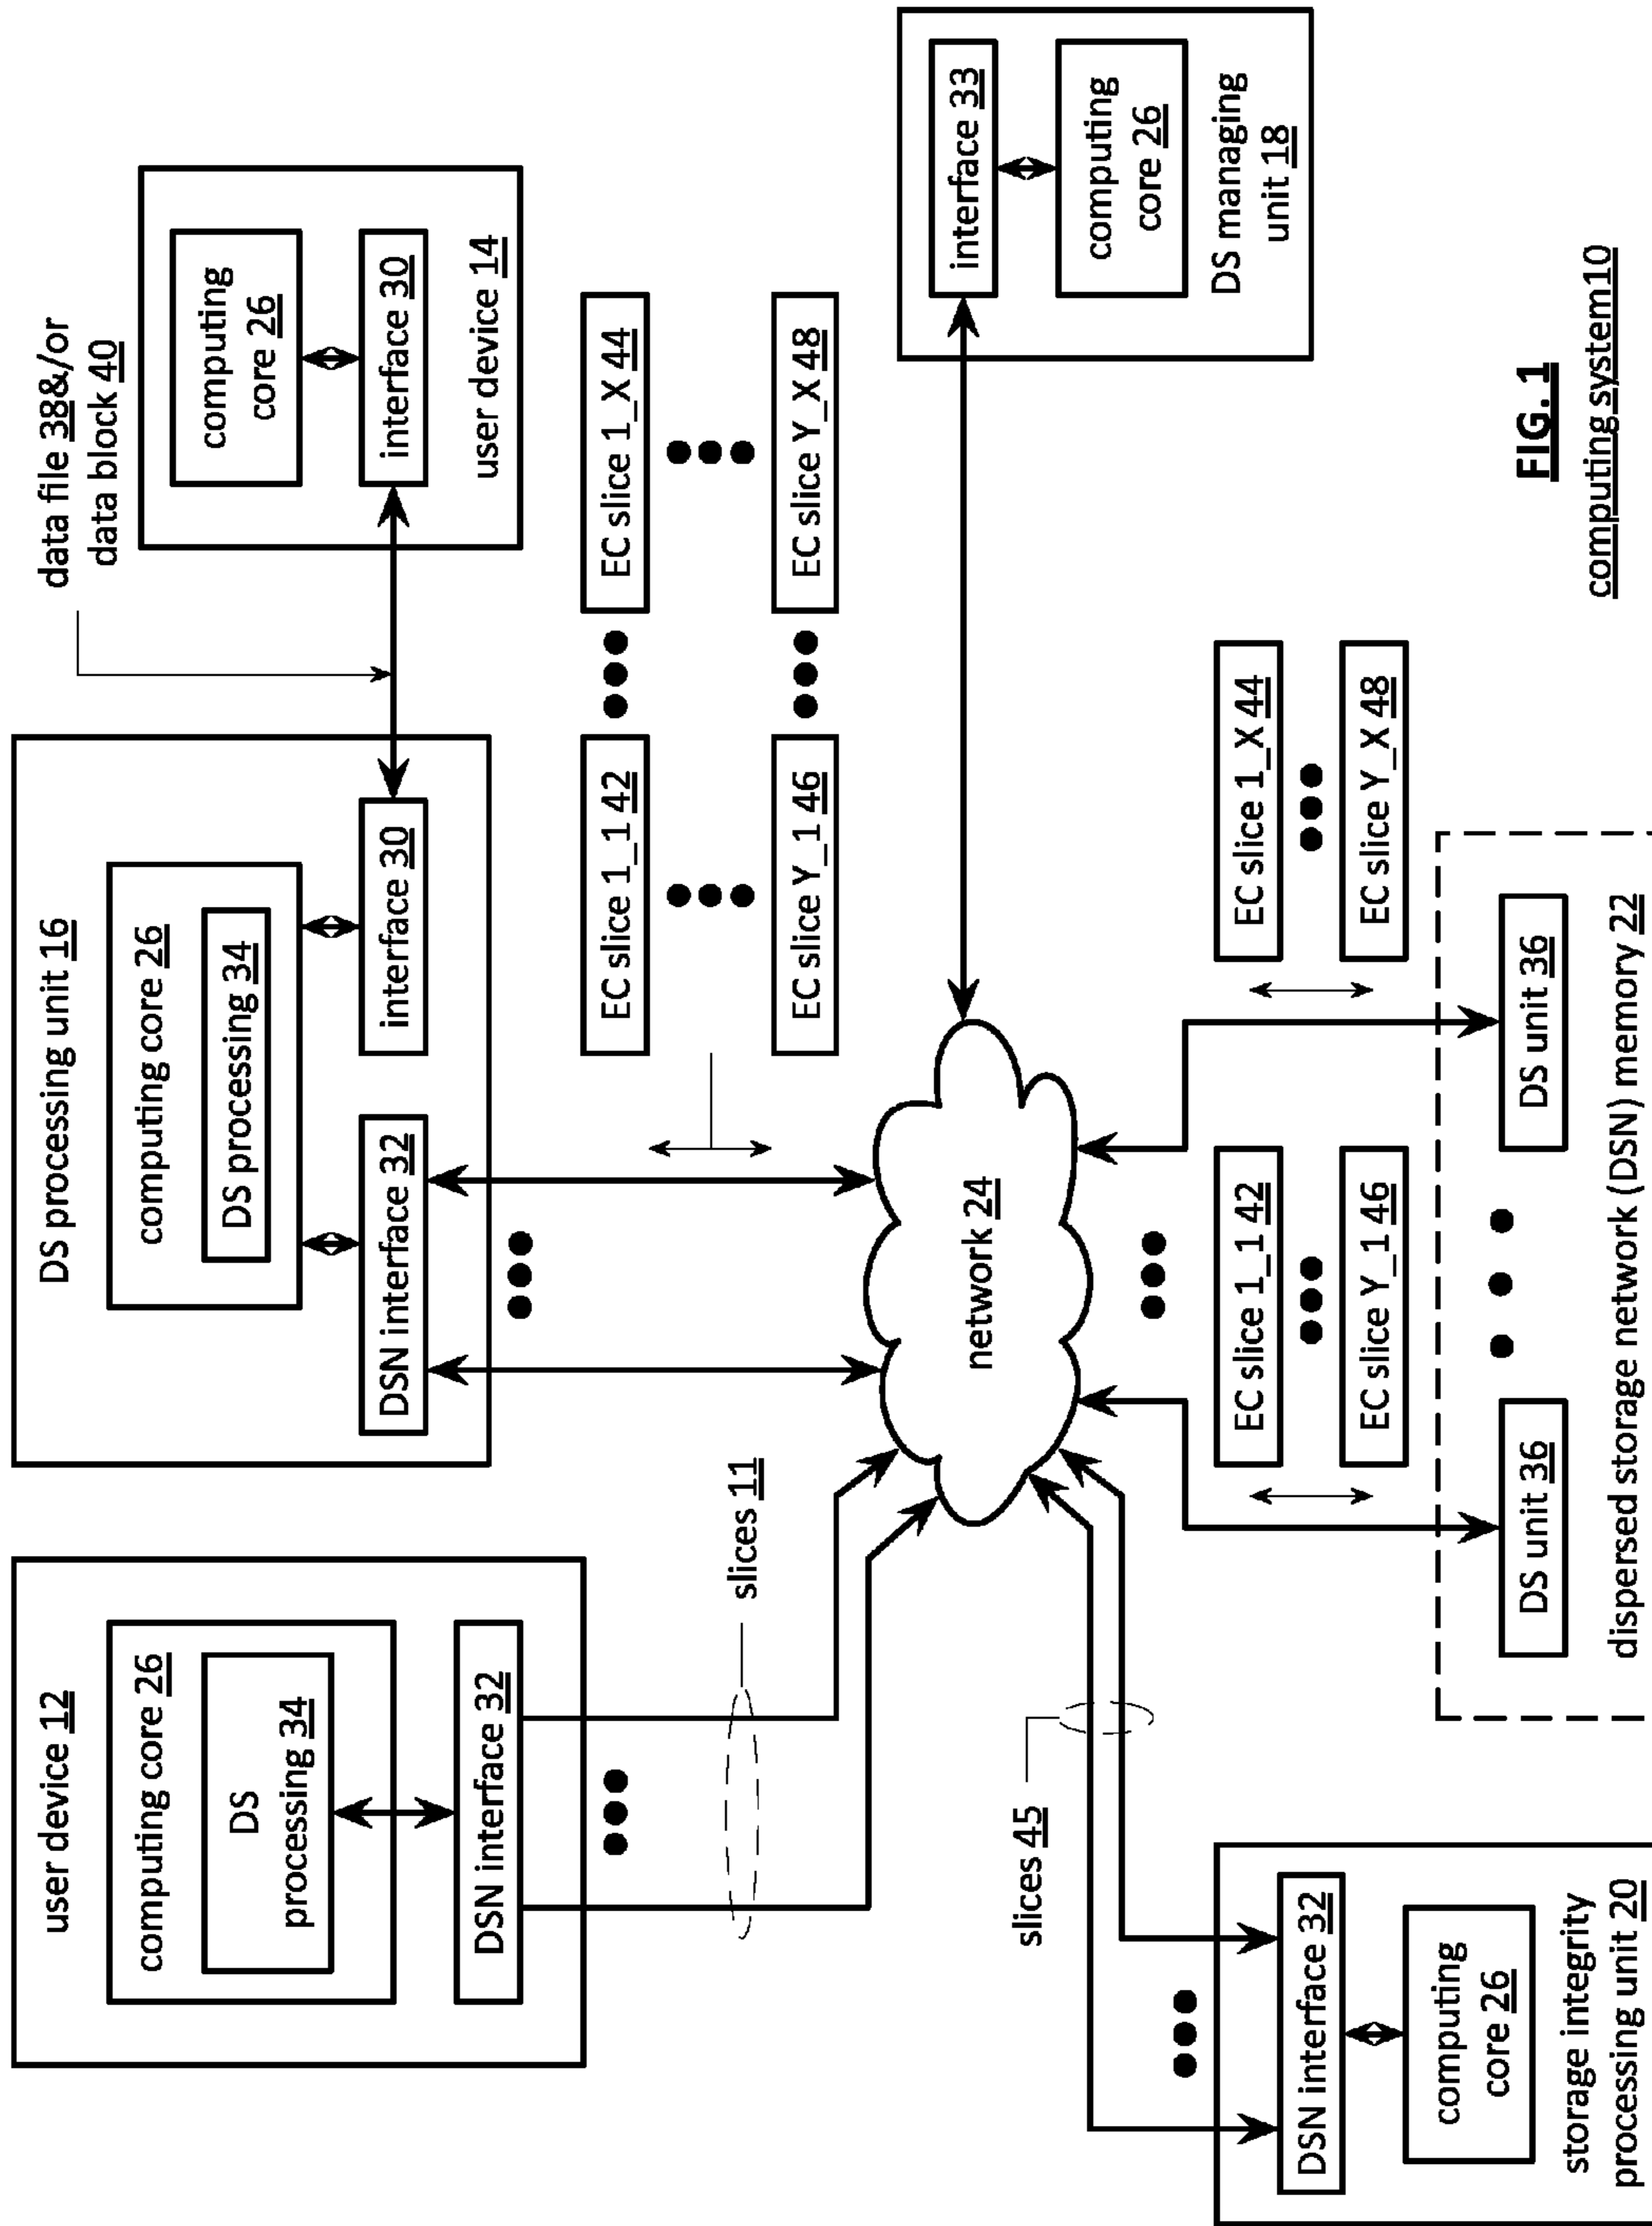 user device 12
computing core 26
DS
processing 34
DSN interface 32
DS processing unit 16
computing core 26
DS processing 34
DSN interface 32
interface 30
data file 38&/or
data block 40
computing
core 26
interface 30
user device 14
slices 11
EC slice 1_1 42
EC slice 1_X 44
EC slice Y_1 46
EC slice Y_X 48
network 24
interface 33
computing
core 26
DS managing
unit 18
slices 45
DSN interface 32
computing
core 26
storage integrity
processing unit 20
EC slice 1_1 42
EC slice Y_1 46
EC slice 1_X 44
EC slice Y_X 48
DS unit 36
DS unit 36
dispersed storage network (DSN) memory 22
FIG. 1
computing system10